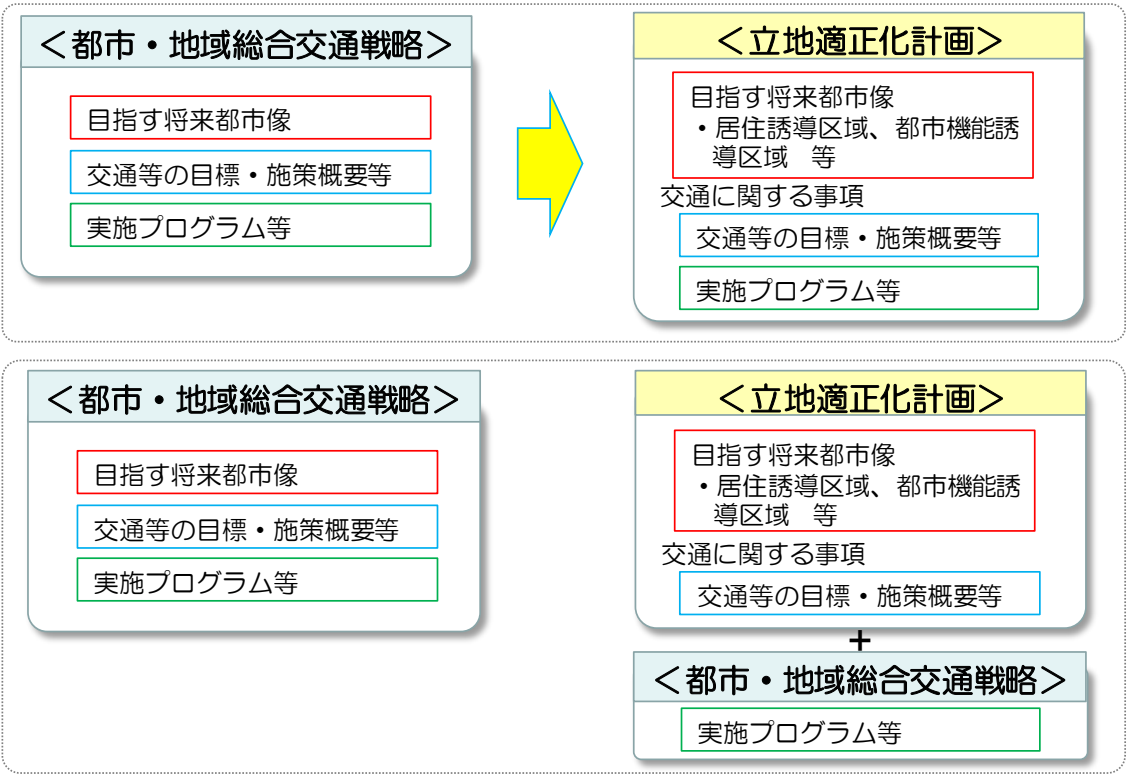 ＜都市・地域総合交通戦略＞
目指す将来都市像
交通等の目標・施策概要等
実施プログラム等
＜立地適正化計画＞
目指す将来都市像
・居住誘導区域、都市機能誘
導区域　等
交通に関する事項
交通等の目標・施策概要等
実施プログラム等
＜都市・地域総合交通戦略＞
目指す将来都市像
交通等の目標・施策概要等
実施プログラム等
＜立地適正化計画＞
目指す将来都市像
・居住誘導区域、都市機能誘
導区域　等
交通に関する事項
交通等の目標・施策概要等
+
＜都市・地域総合交通戦略＞
実施プログラム等